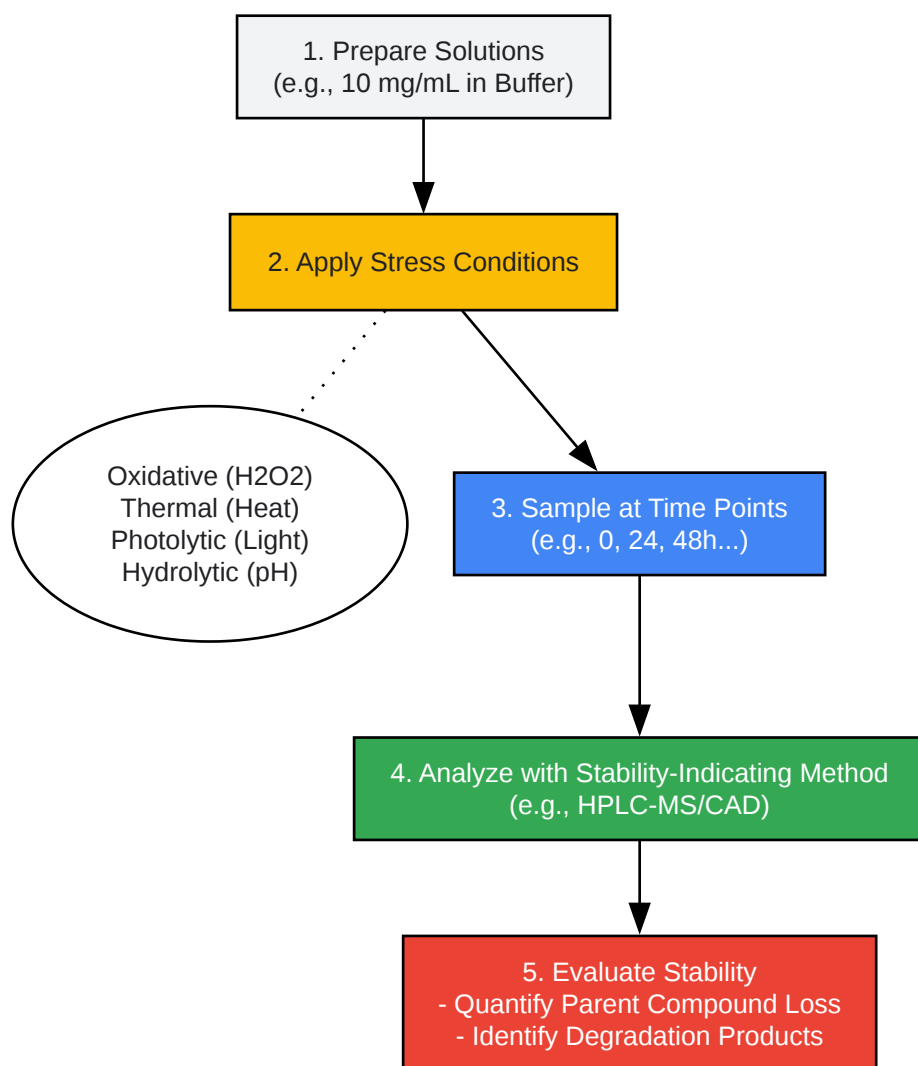 1. Prepare Solutions
(e.g., 10 mg/mL in Buffer)
2. Apply Stress Conditions
Oxidative (H2O2)
Thermal (Heat)
Photolytic (Light)
Hydrolytic (pH)
3. Sample at Time Points
(e.g., 0, 24, 48h...)
4. Analyze with Stability-Indicating Method
(e.g., HPLC-MS/CAD)
5. Evaluate Stability
- Quantify Parent Compound Loss
- Identify Degradation Products